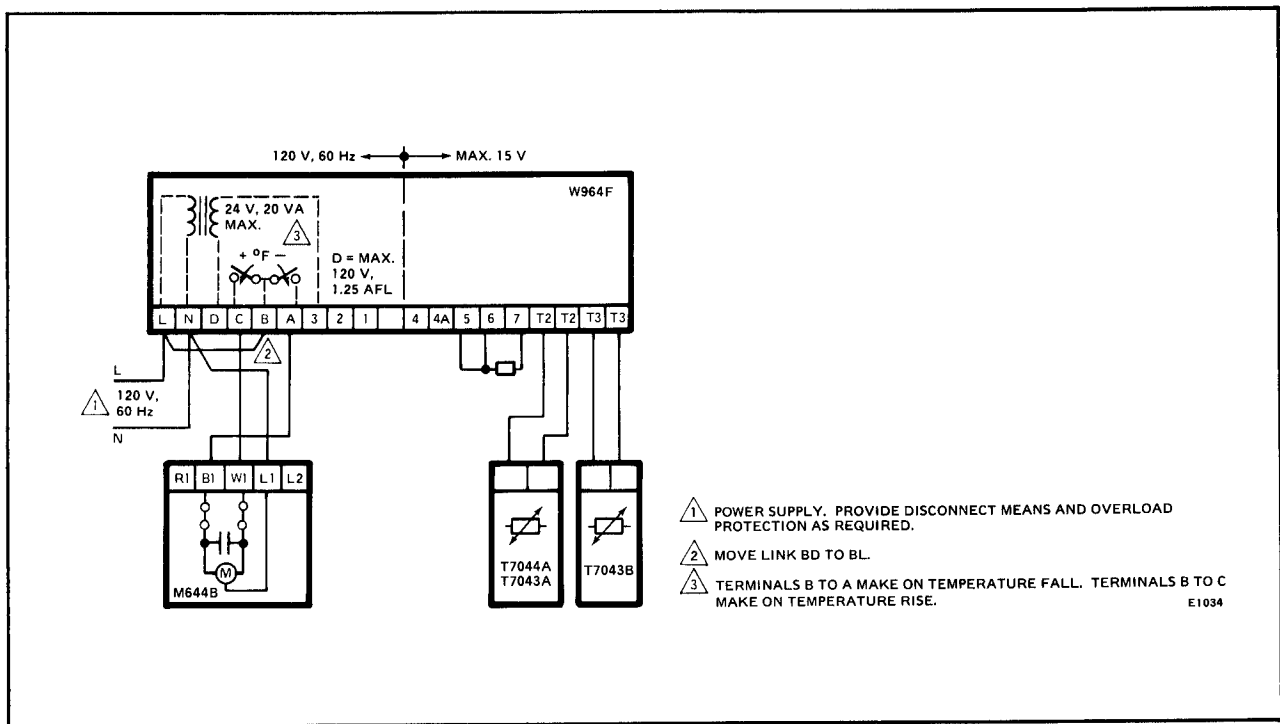 120 V, 60 Hz
MAX. 15 V
W964F
24 V, 20 VA
MAX.
3
+ °F −
D = MAX.
120 V,
1.25 AFL
L N D C B A 3 2 1 4 4A 5 6 7 T2 T2 T3 T3
2
L
1
120 V,
60 Hz
N
R1 B1 W1 L1 L2
M
M644B
T7044A
T7043A
T7043B
1 POWER SUPPLY. PROVIDE DISCONNECT MEANS AND OVERLOAD
PROTECTION AS REQUIRED.
2 MOVE LINK BD TO BL.
3 TERMINALS B TO A MAKE ON TEMPERATURE FALL. TERMINALS B TO C
MAKE ON TEMPERATURE RISE.
E1034